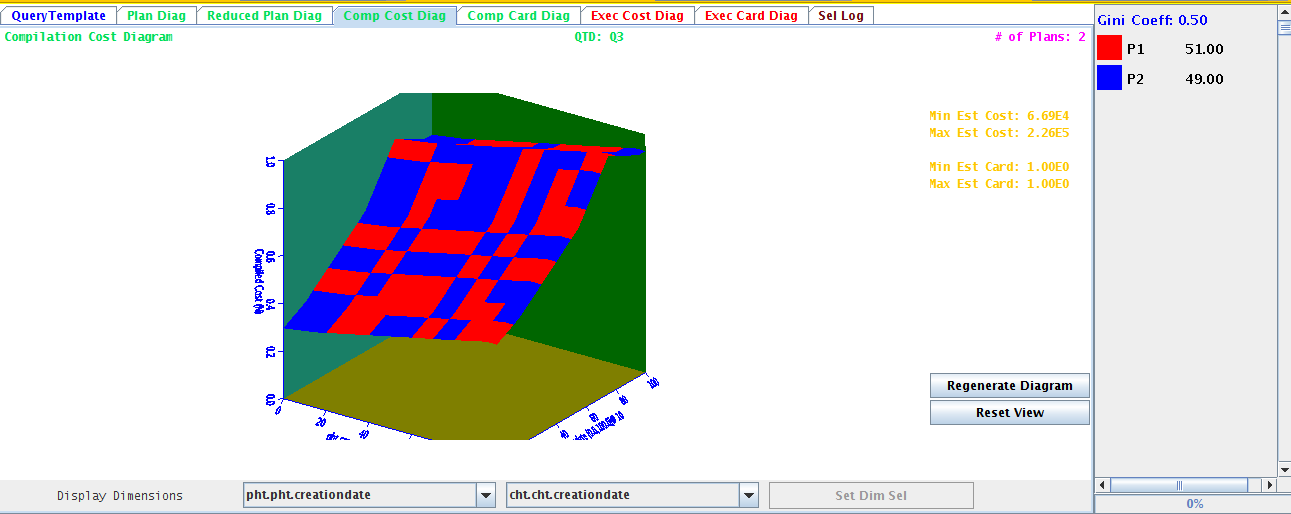 QueryTemplate Plan Diag Reduced Plan Diag Comp Cost Diag Comp Card Diag Exec Cost Diag Exec Card Diag Sel Log
Compilation Cost Diagram QTD: Q3 # of Plans: 2
Gini Coeff: 0.50
P1 51.00
P2 49.00
Min Est Cost: 6.69E4
Max Est Cost: 2.26E5
Min Est Card: 1.00E0
Max Est Card: 1.00E0
1.0
0.8
0.6
0.4
0.2
0.0
Compiled Cost (N)
0
20
40
40
60
80
100
Regenerate Diagram
Reset View
Display Dimensions pht.pht.creationdate cht.cht.creationdate Set Dim Sel
0%